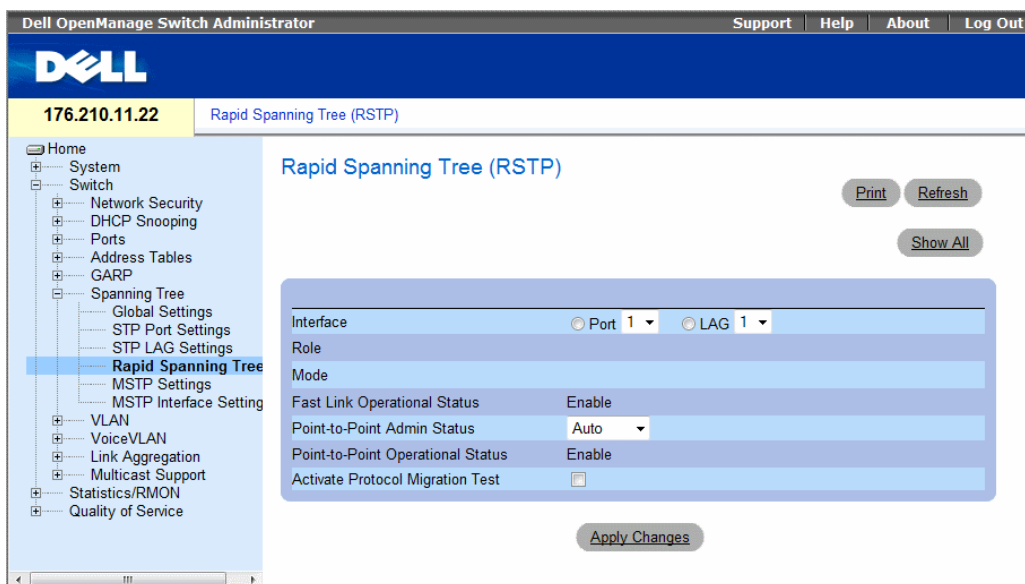 Dell OpenManage Switch Administrator Support Help About Log Out
DELL
176.210.11.22 Rapid Spanning Tree (RSTP)
Home
System
Switch
Network Security
DHCP Snooping
Ports
Address Tables
GARP
Spanning Tree
Global Settings
STP Port Settings
STP LAG Settings
Rapid Spanning Tree
MSTP Settings
MSTP Interface Setting
VLAN
VoiceVLAN
Link Aggregation
Multicast Support
Statistics/RMON
Quality of Service
Rapid Spanning Tree (RSTP)
Print Refresh
Show All
Interface Port 1 LAG 1
Role
Mode
Fast Link Operational Status Enable
Point-to-Point Admin Status Auto
Point-to-Point Operational Status Enable
Activate Protocol Migration Test
Apply Changes